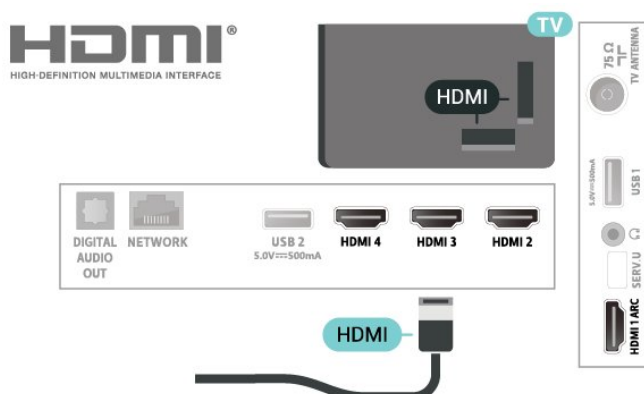 HDMI®
HIGH-DEFINITION MULTIMEDIA INTERFACE
TV
HDMI
75 Ω
TV ANTENNA
5.0V⎓500mA
USB 1
SERV.U
HDMI 1 ARC
DIGITAL
AUDIO
OUT
NETWORK
USB 2
5.0V⎓500mA
HDMI 4
HDMI 3
HDMI 2
HDMI